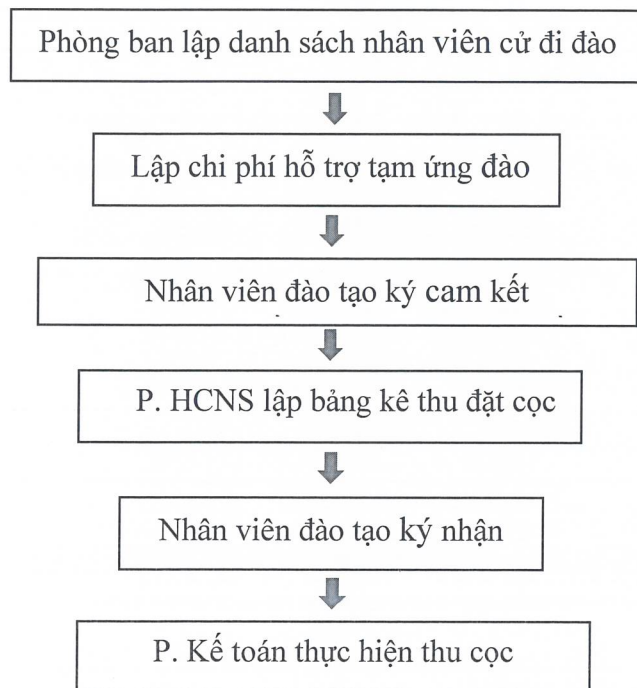 Phòng ban lập danh sách nhân viên cử đi đào
Lập chi phí hỗ trợ tạm ứng đào
Nhân viên đào tạo ký cam kết
P. HCNS lập bảng kê thu đặt cọc
Nhân viên đào tạo ký nhận
P. Kế toán thực hiện thu cọc